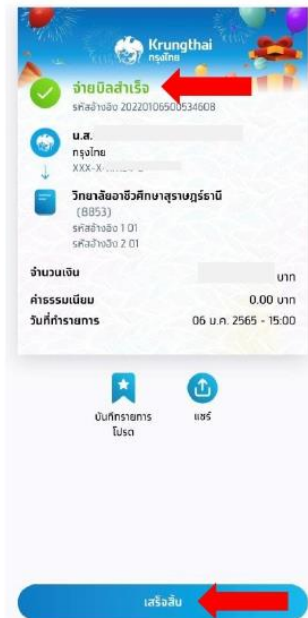 Krungthai
กรุงไทย
จ่ายบิลสำเร็จ
รหัสอ้างอิง 20220106500534608
น.ส.
กรุงไทย
XXX-X-
วิทยาลัยอาชีวศึกษาสุราษฎร์ธานี
(8853)
รหัสอ้างอิง 1 01
รหัสอ้างอิง 2 01
จำนวนเงิน บาท
ค่าธรรมเนียม 0.00 บาท
วันที่ทำรายการ 06 ม.ค. 2565 - 15:00
บันทึกรายการ
โปรด
แชร์
เสร็จสิ้น